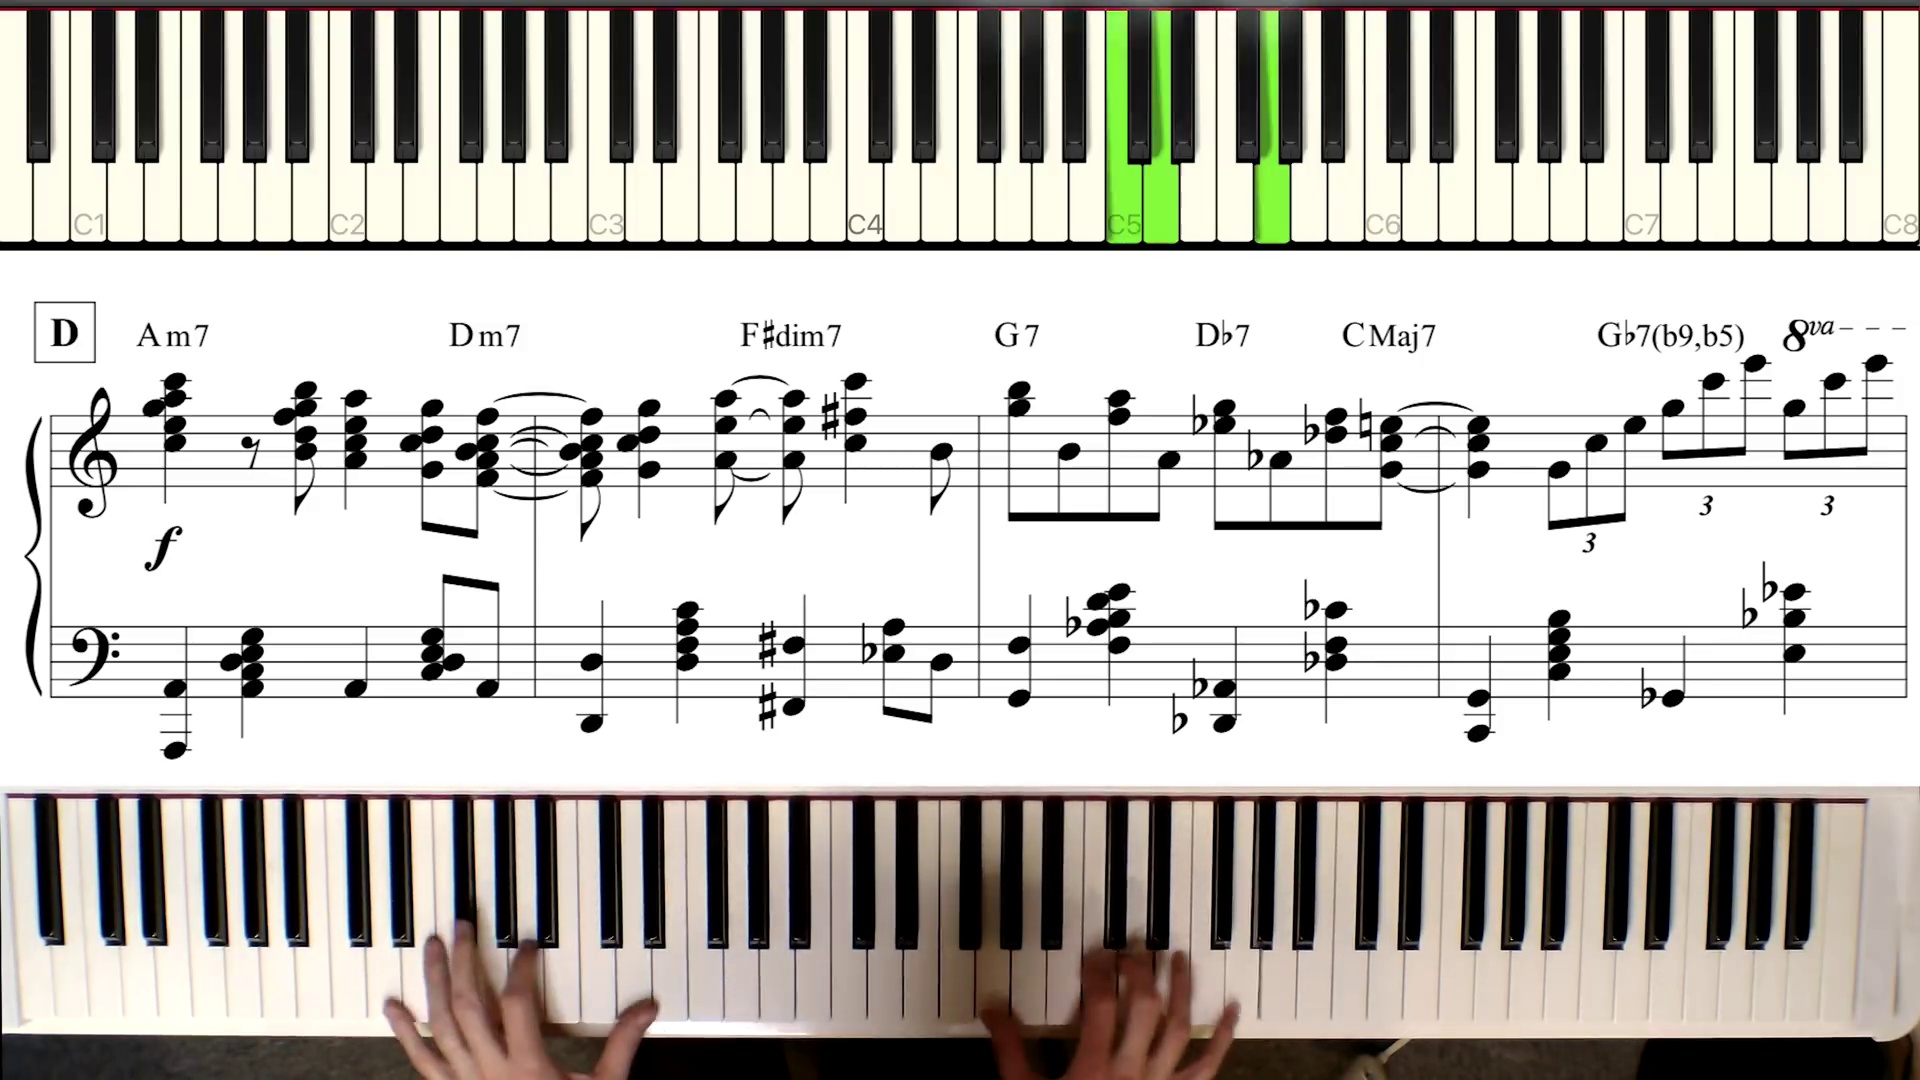 C1 C2 C3 C4 C5 C6 C7 C8
D Am7 Dm7 F♯dim7 G7 D♭7 CMaj7 G♭7(b9,b5) 8va
f
3 3
3